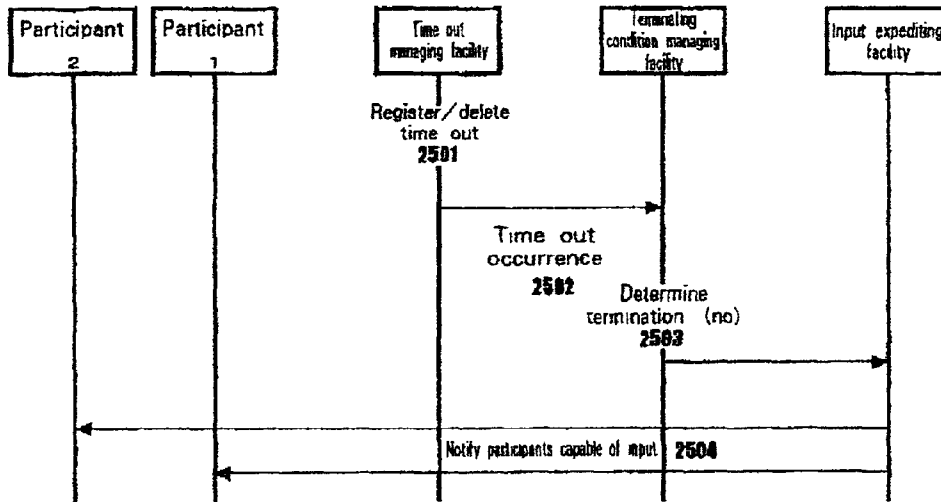 Participant
2
Participant
1
Time out
managing facility
Terminating
condition managing
facility
Input expediting
facility
Register/delete
time out
2501
Time out
occurrence
2502
Determine
termination (no)
2503
Notify participants capable of input 2504